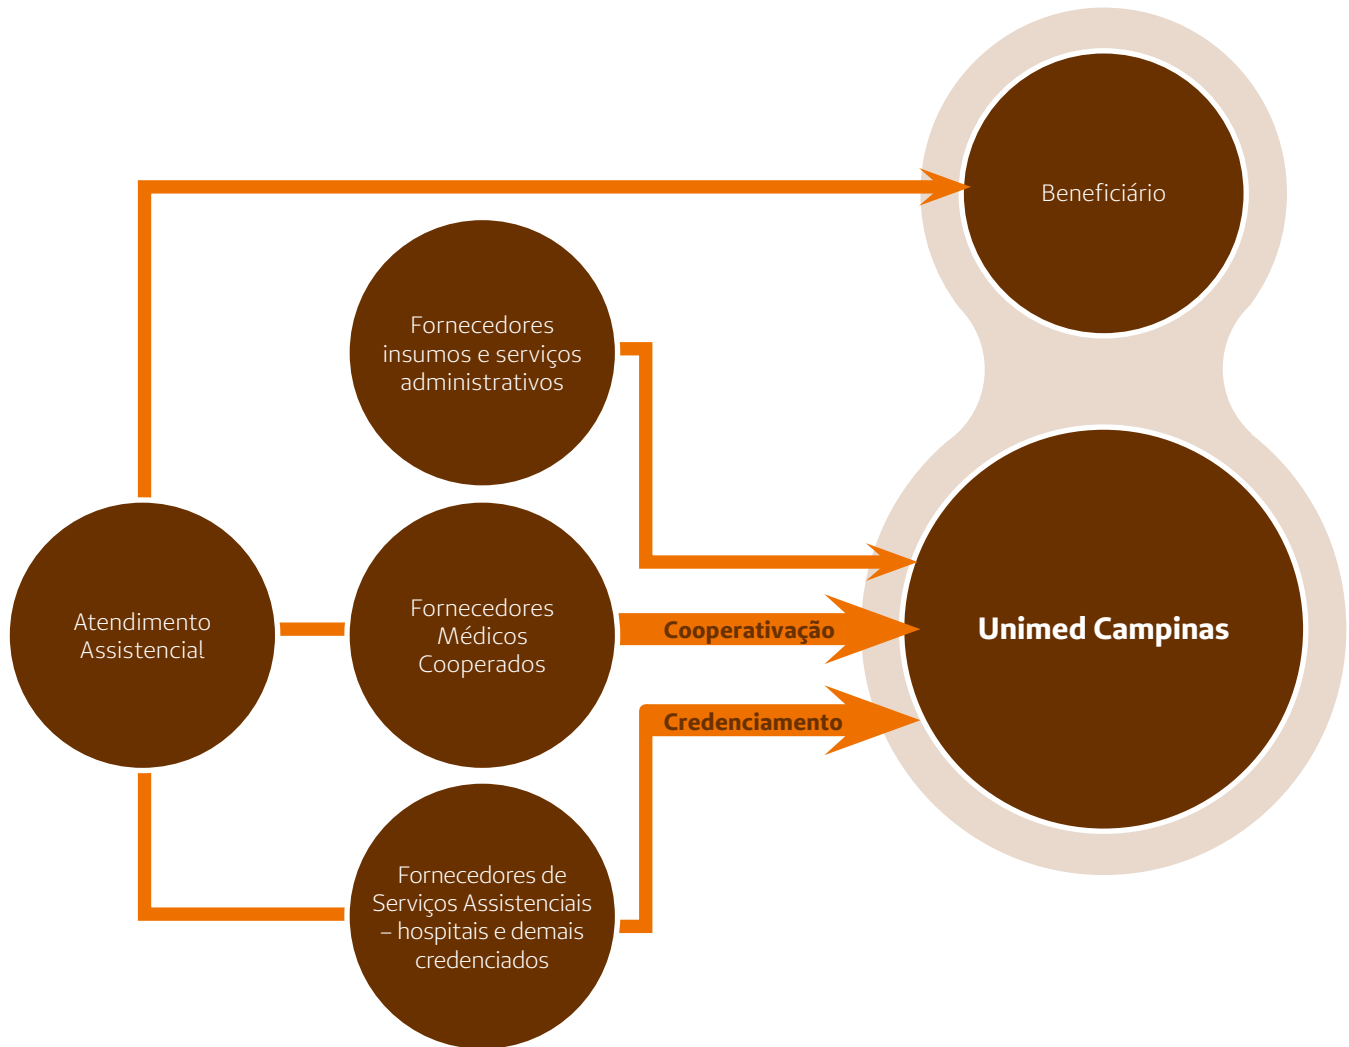 Beneficiário
Fornecedores
insumos e serviços
administrativos
Atendimento
Assistencial
Fornecedores
Médicos
Cooperados
Cooperativação
Unimed Campinas
Credenciamento
Fornecedores de
Serviços Assistenciais
– hospitais e demais
credenciados